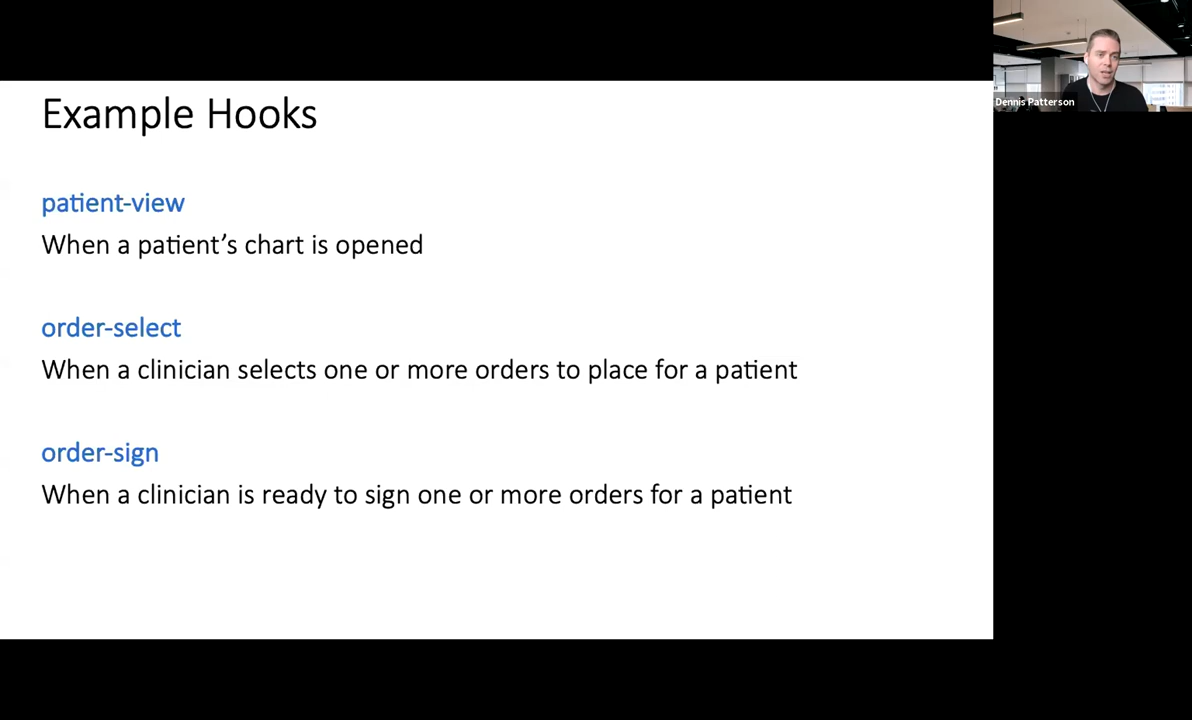 Example Hooks
patient-view
When a patient’s chart is opened
order-select
When a clinician selects one or more orders to place for a patient
order-sign
When a clinician is ready to sign one or more orders for a patient
Dennis Patterson